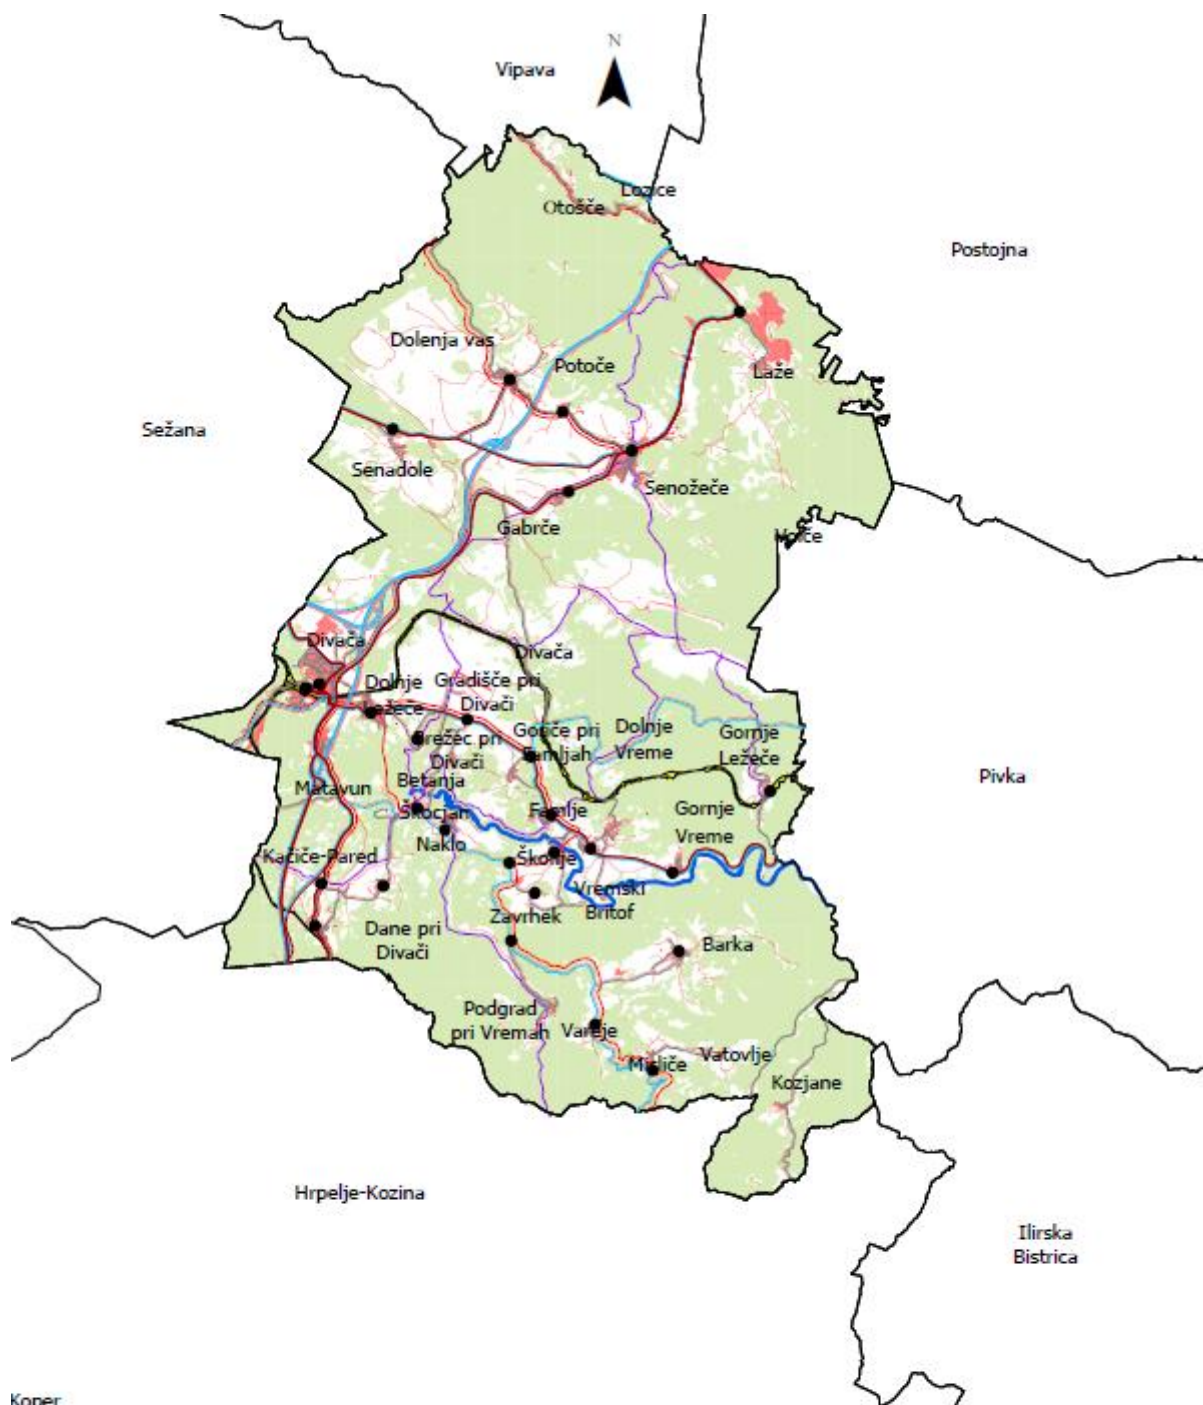 N
Vipava
Lozice
Otošče
Postojna
Dolenja vas
Potoče
Laže
Sežana
Senadole
Senožeče
Gabrče
Divača
Divača
Dolnje
Ležeče
Gradišče pri
Divači
Brežec pri
Divači
Goriče pri
Famljah
Dolnje
Vreme
Gornje
Ležeče
Pivka
Matavun
Betanja
Škocjan
Naklo
Famlje
Gornje
Vreme
Kačiče-Pared
Škoflje
Vremski
Britof
Zavrhek
Dane pri
Divači
Barka
Podgrad
pri Vremah
Vareje
Misliče
Vatovlje
Kozjane
Hrpelje-Kozina
Ilirska
Bistrica
Koper